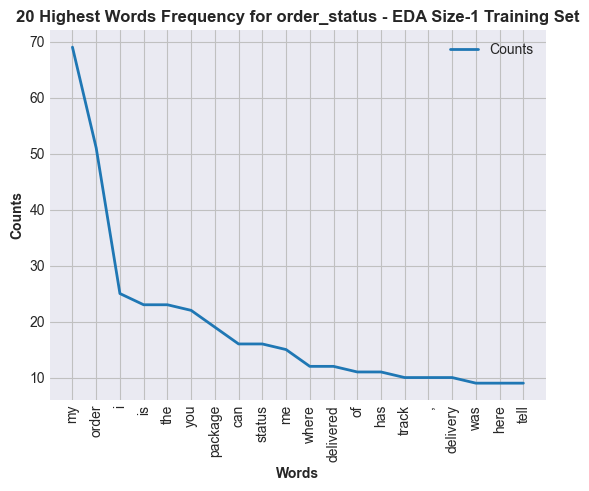 20 Highest Words Frequency for order_status - EDA Size-1 Training Set
Counts
70
60
50
40
30
20
10
Counts
my
order
i
is
the
you
package
can
status
me
where
delivered
of
has
track
,
delivery
was
here
tell
Words